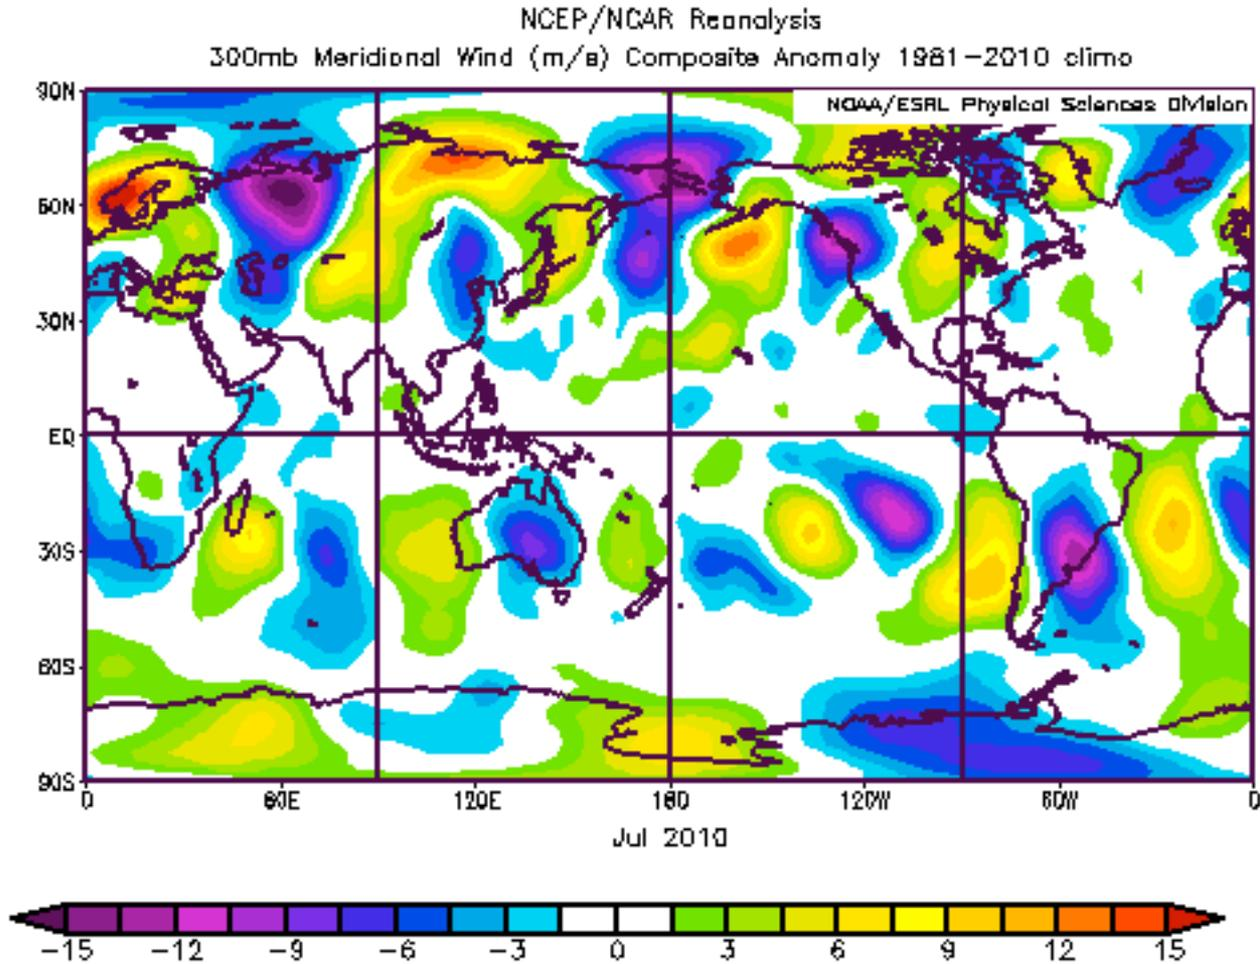 NCEP/NCAR Reanalysis
300mb Meridional Wind (m/s) Composite Anomaly 1981-2010 climo
NOAA/ESRL Physical Sciences Division
90N
60N
30N
EQ
30S
60S
90S
0 60E 120E 180 120W 60W 0
Jul 2010
-15 -12 -9 -6 -3 0 3 6 9 12 15